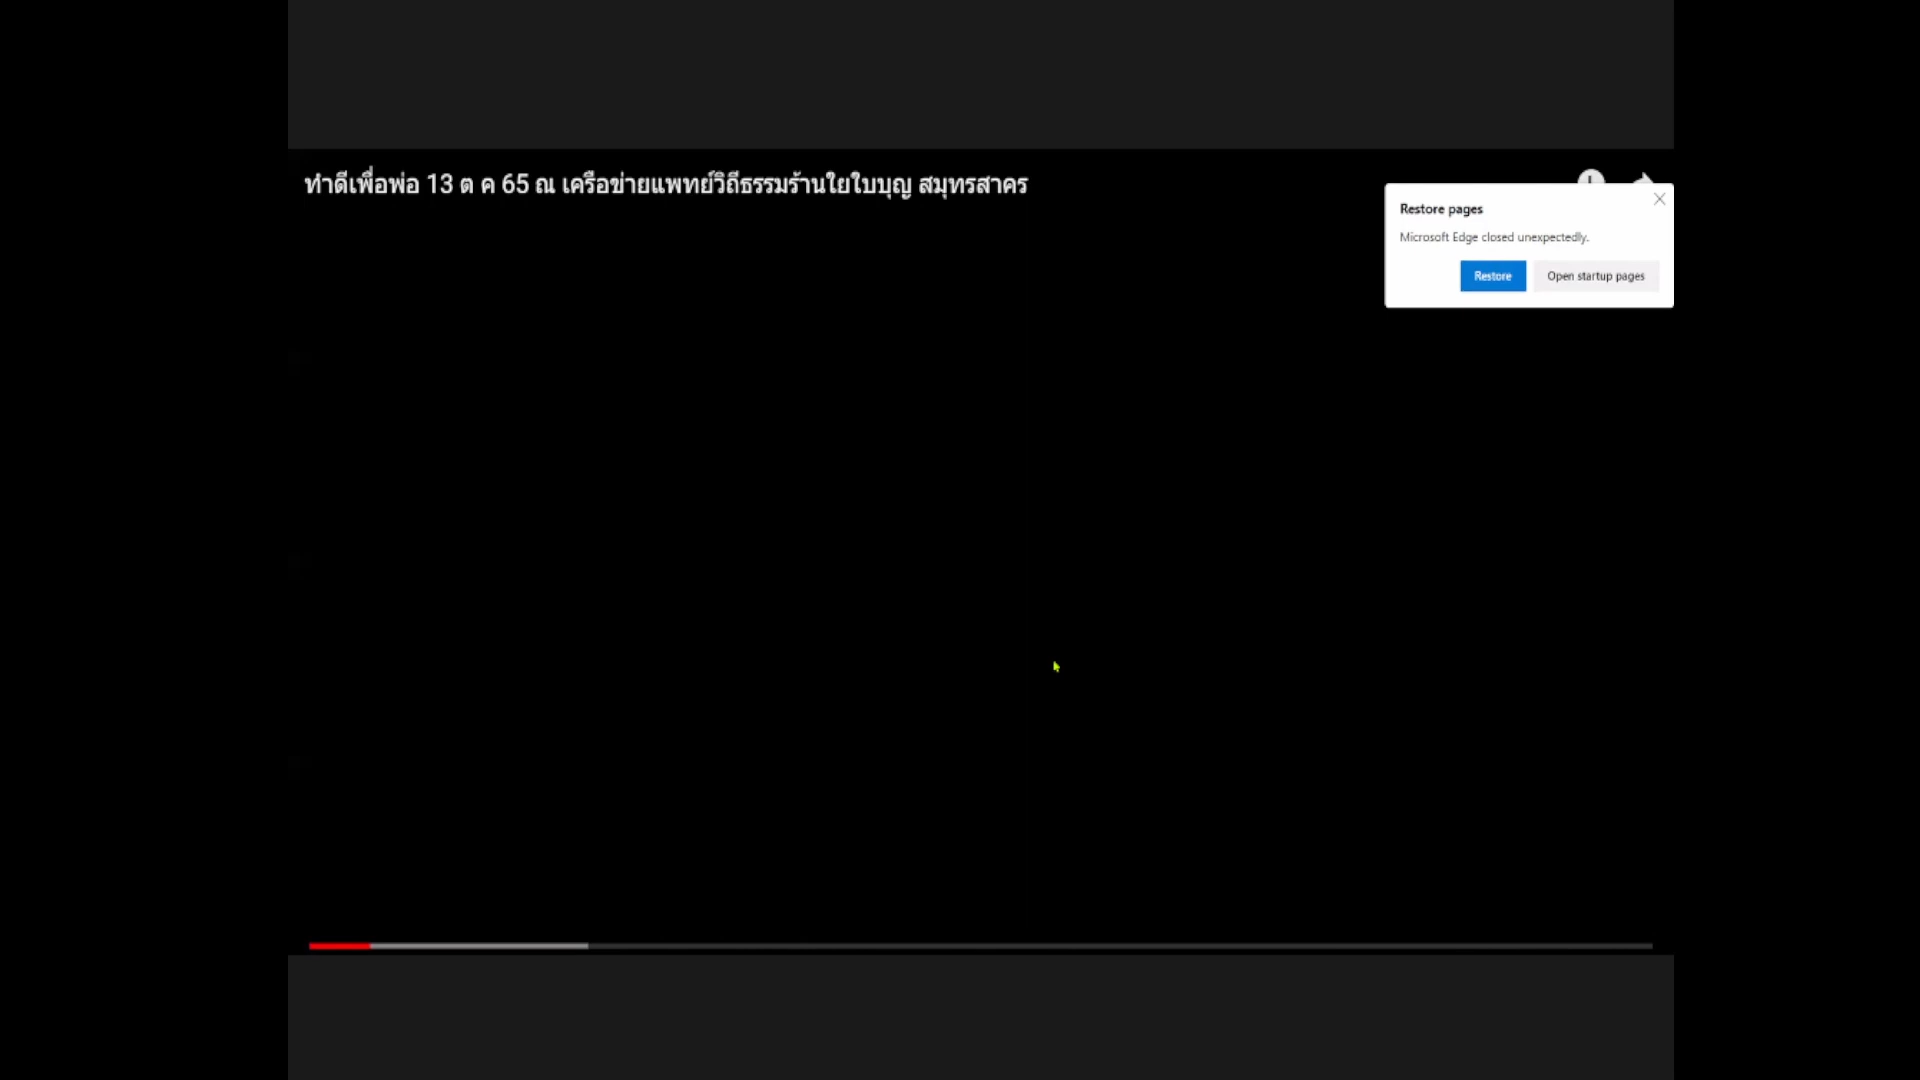 ทำดีเพื่อพ่อ 13 ต ค 65 ณ เครือข่ายแพทย์วิถีธรรมร้านใยใบบุญ สมุทรสาคร
Restore pages
Microsoft Edge closed unexpectedly.
Restore
Open startup pages